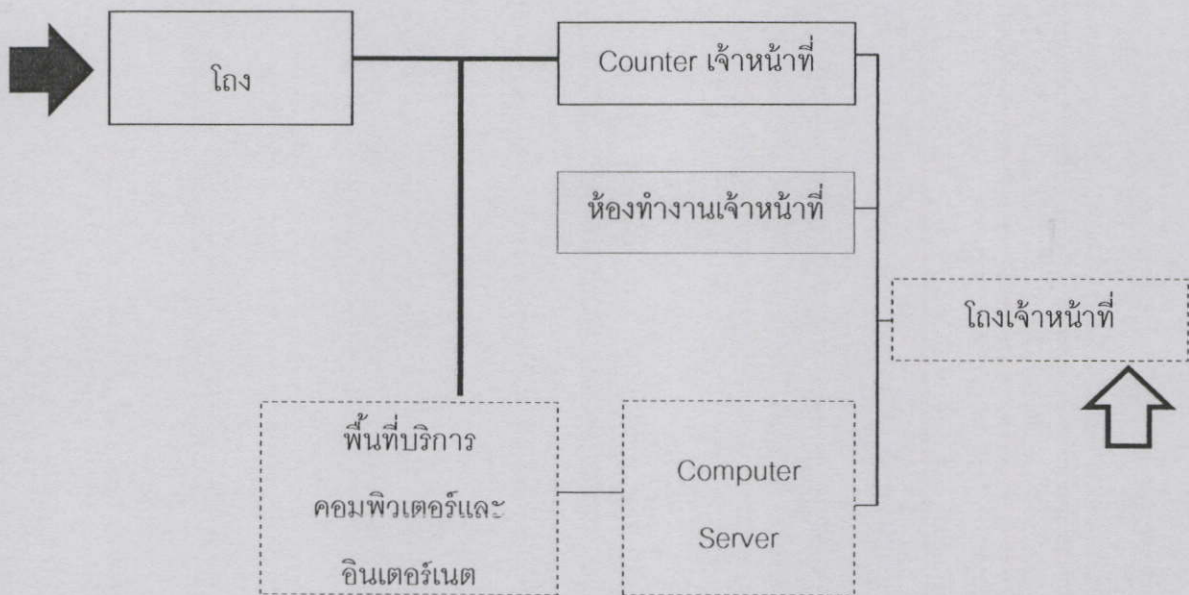 โถง
Counter เจ้าหน้าที่
ห้องทำงานเจ้าหน้าที่
โถงเจ้าหน้าที่
พื้นที่บริการ
คอมพิวเตอร์และ
อินเตอร์เนต
Computer
Server